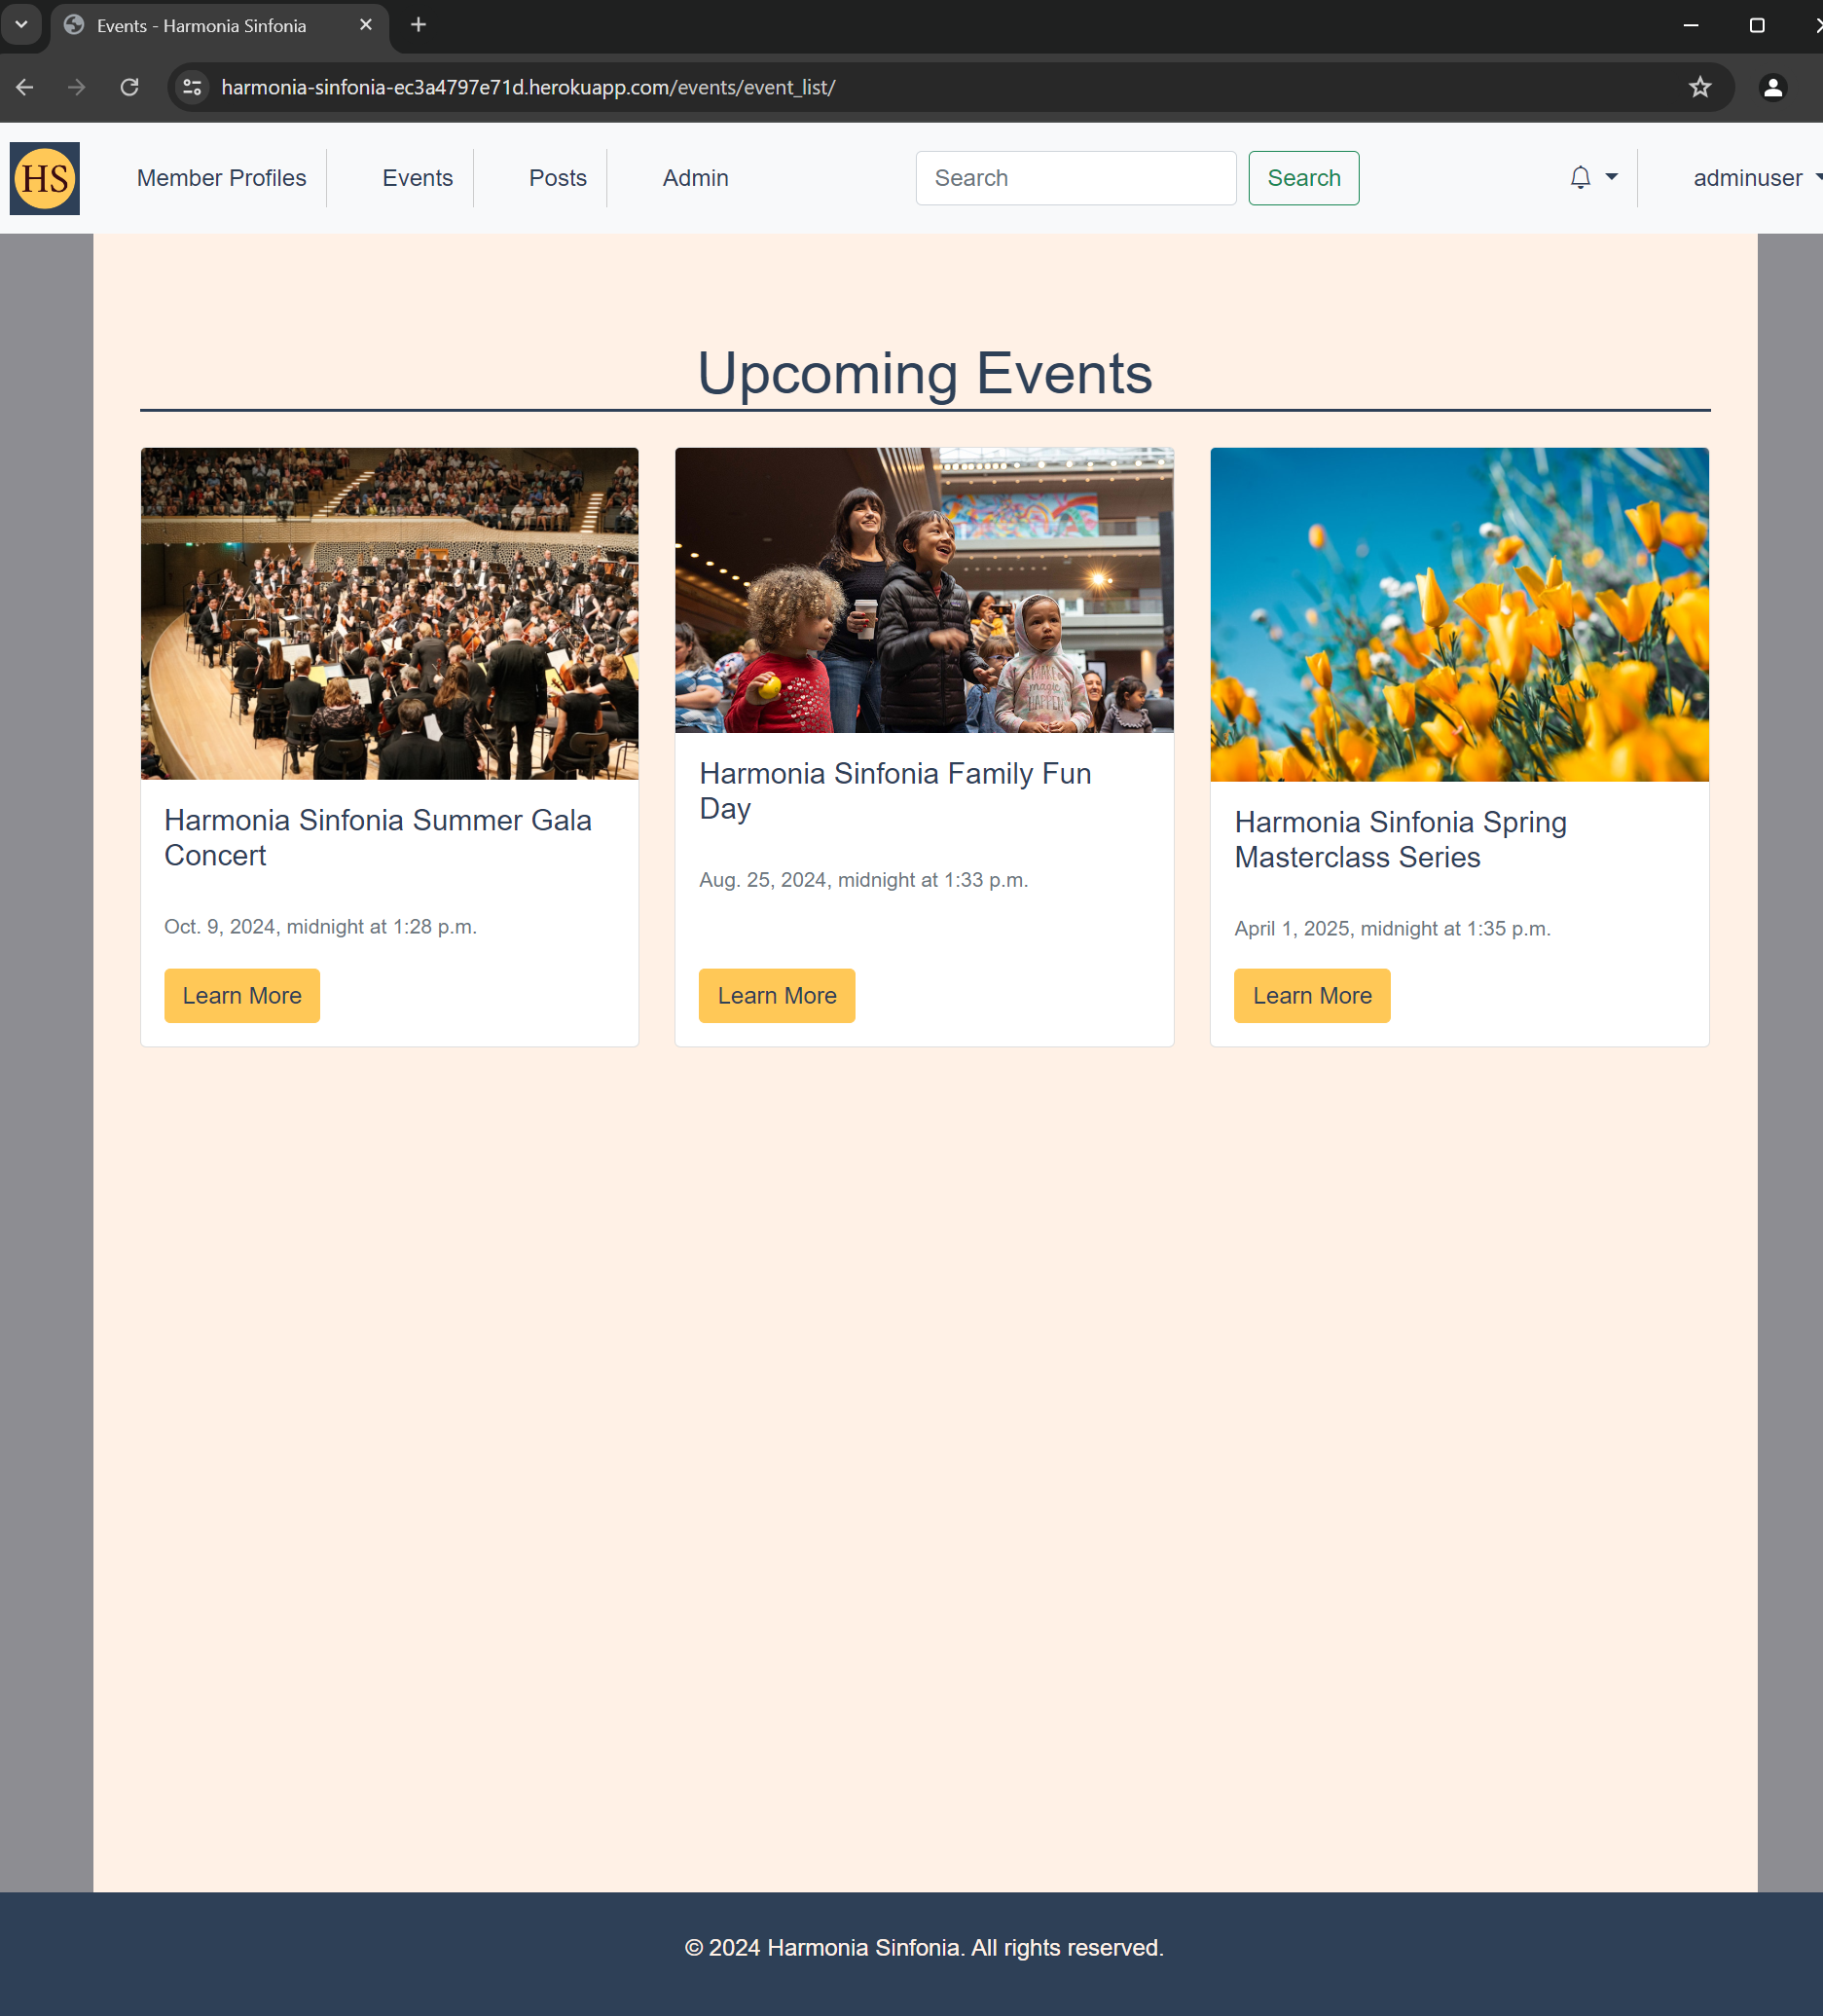 Events - Harmonia Sinfonia
harmonia-sinfonia-ec3a4797e71d.herokuapp.com/events/event_list/
HS
Member Profiles
Events
Posts
Admin
Search
Search
adminuser
Upcoming Events
Harmonia Sinfonia Summer Gala
Concert
Oct. 9, 2024, midnight at 1:28 p.m.
Learn More
magic
HAPPEN
Harmonia Sinfonia Family Fun
Day
Aug. 25, 2024, midnight at 1:33 p.m.
Learn More
Harmonia Sinfonia Spring
Masterclass Series
April 1, 2025, midnight at 1:35 p.m.
Learn More
© 2024 Harmonia Sinfonia. All rights reserved.